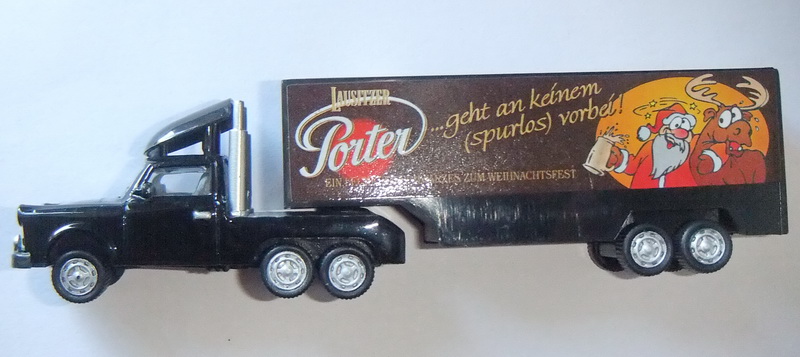 LAUSITZER
Porter
...geht an keinem
(spurlos) vorbei!
EIN ZUM WEIHNACHTSFEST